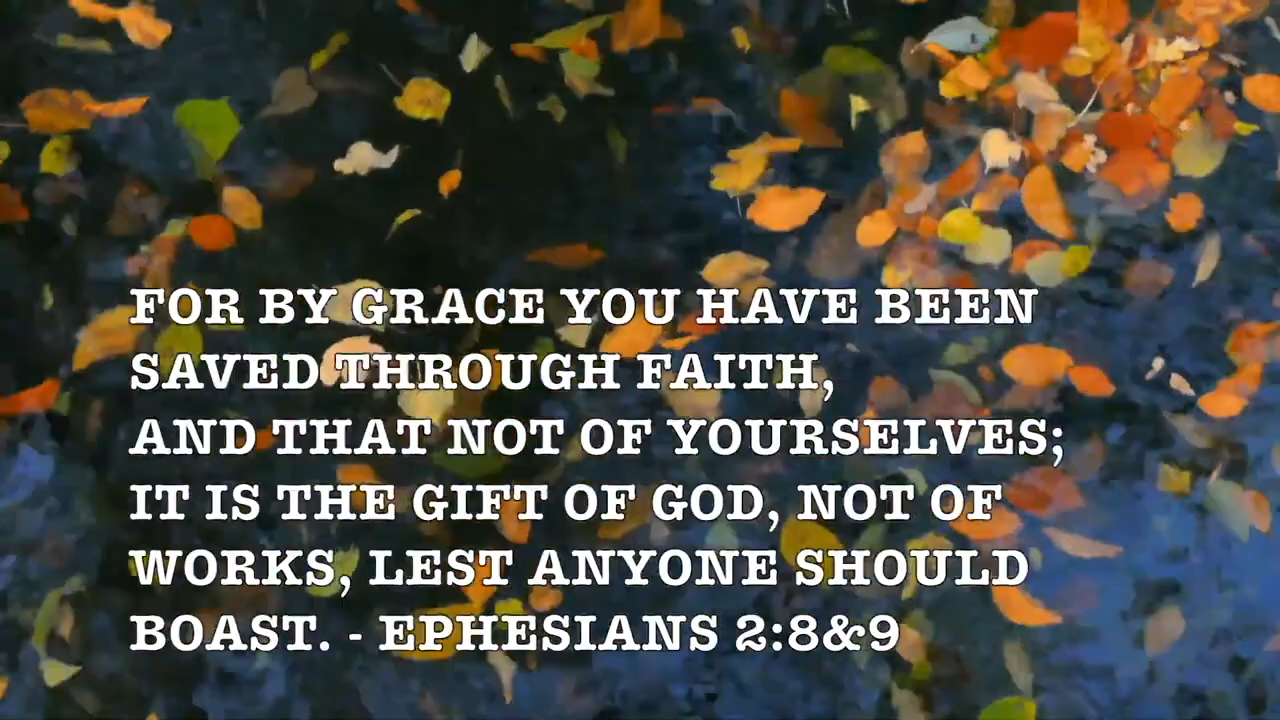 FOR BY GRACE YOU HAVE BEEN
SAVED THROUGH FAITH,
AND THAT NOT OF YOURSELVES;
IT IS THE GIFT OF GOD, NOT OF
WORKS, LEST ANYONE SHOULD
BOAST. - EPHESIANS 2:8&9